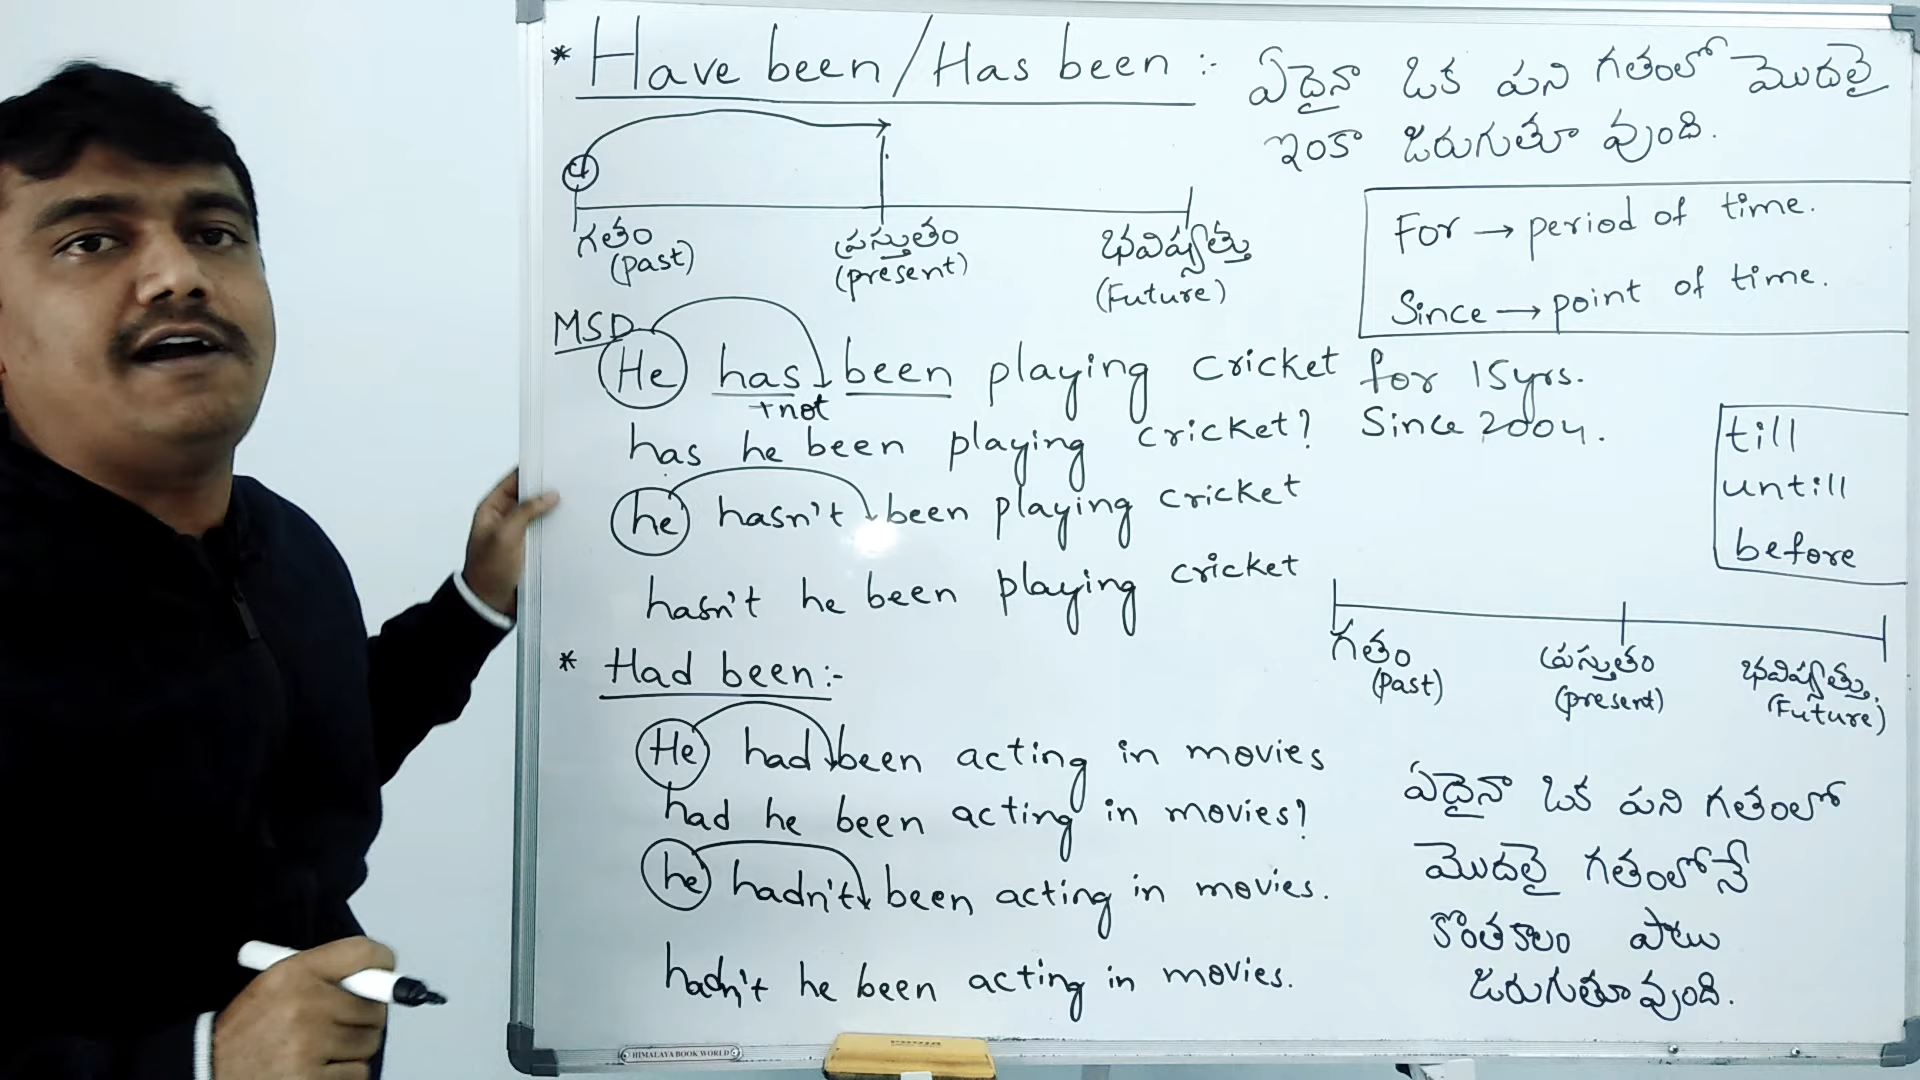 * Have been/Has been :- ఏదైనా ఒక పని గతంలో మొదలై
ఇంకా జరుగుతూ వుంది.
గతం ప్రస్తుతం భవిష్యత్తు
(past) (present) (Future)
For → period of time.
Since → point of time.
MSD
He has been playing cricket for 15yrs.
+not
has he been playing cricket? Since 2004.
he hasn't been playing cricket
hasn't he been playing cricket
till
untill
before
గతం ప్రస్తుతం భవిష్యత్తు.
(past) (present) (Future)
* Had been:-
He had been acting in movies
had he been acting in movies?
he hadn't been acting in movies.
hadn't he been acting in movies.
ఏదైనా ఒక పని గతంలో
మొదలై గతంలోనే
కొంతకాలం పాటు
జరుగుతూ వుంది.
HIMALAYA BOOK WORLD